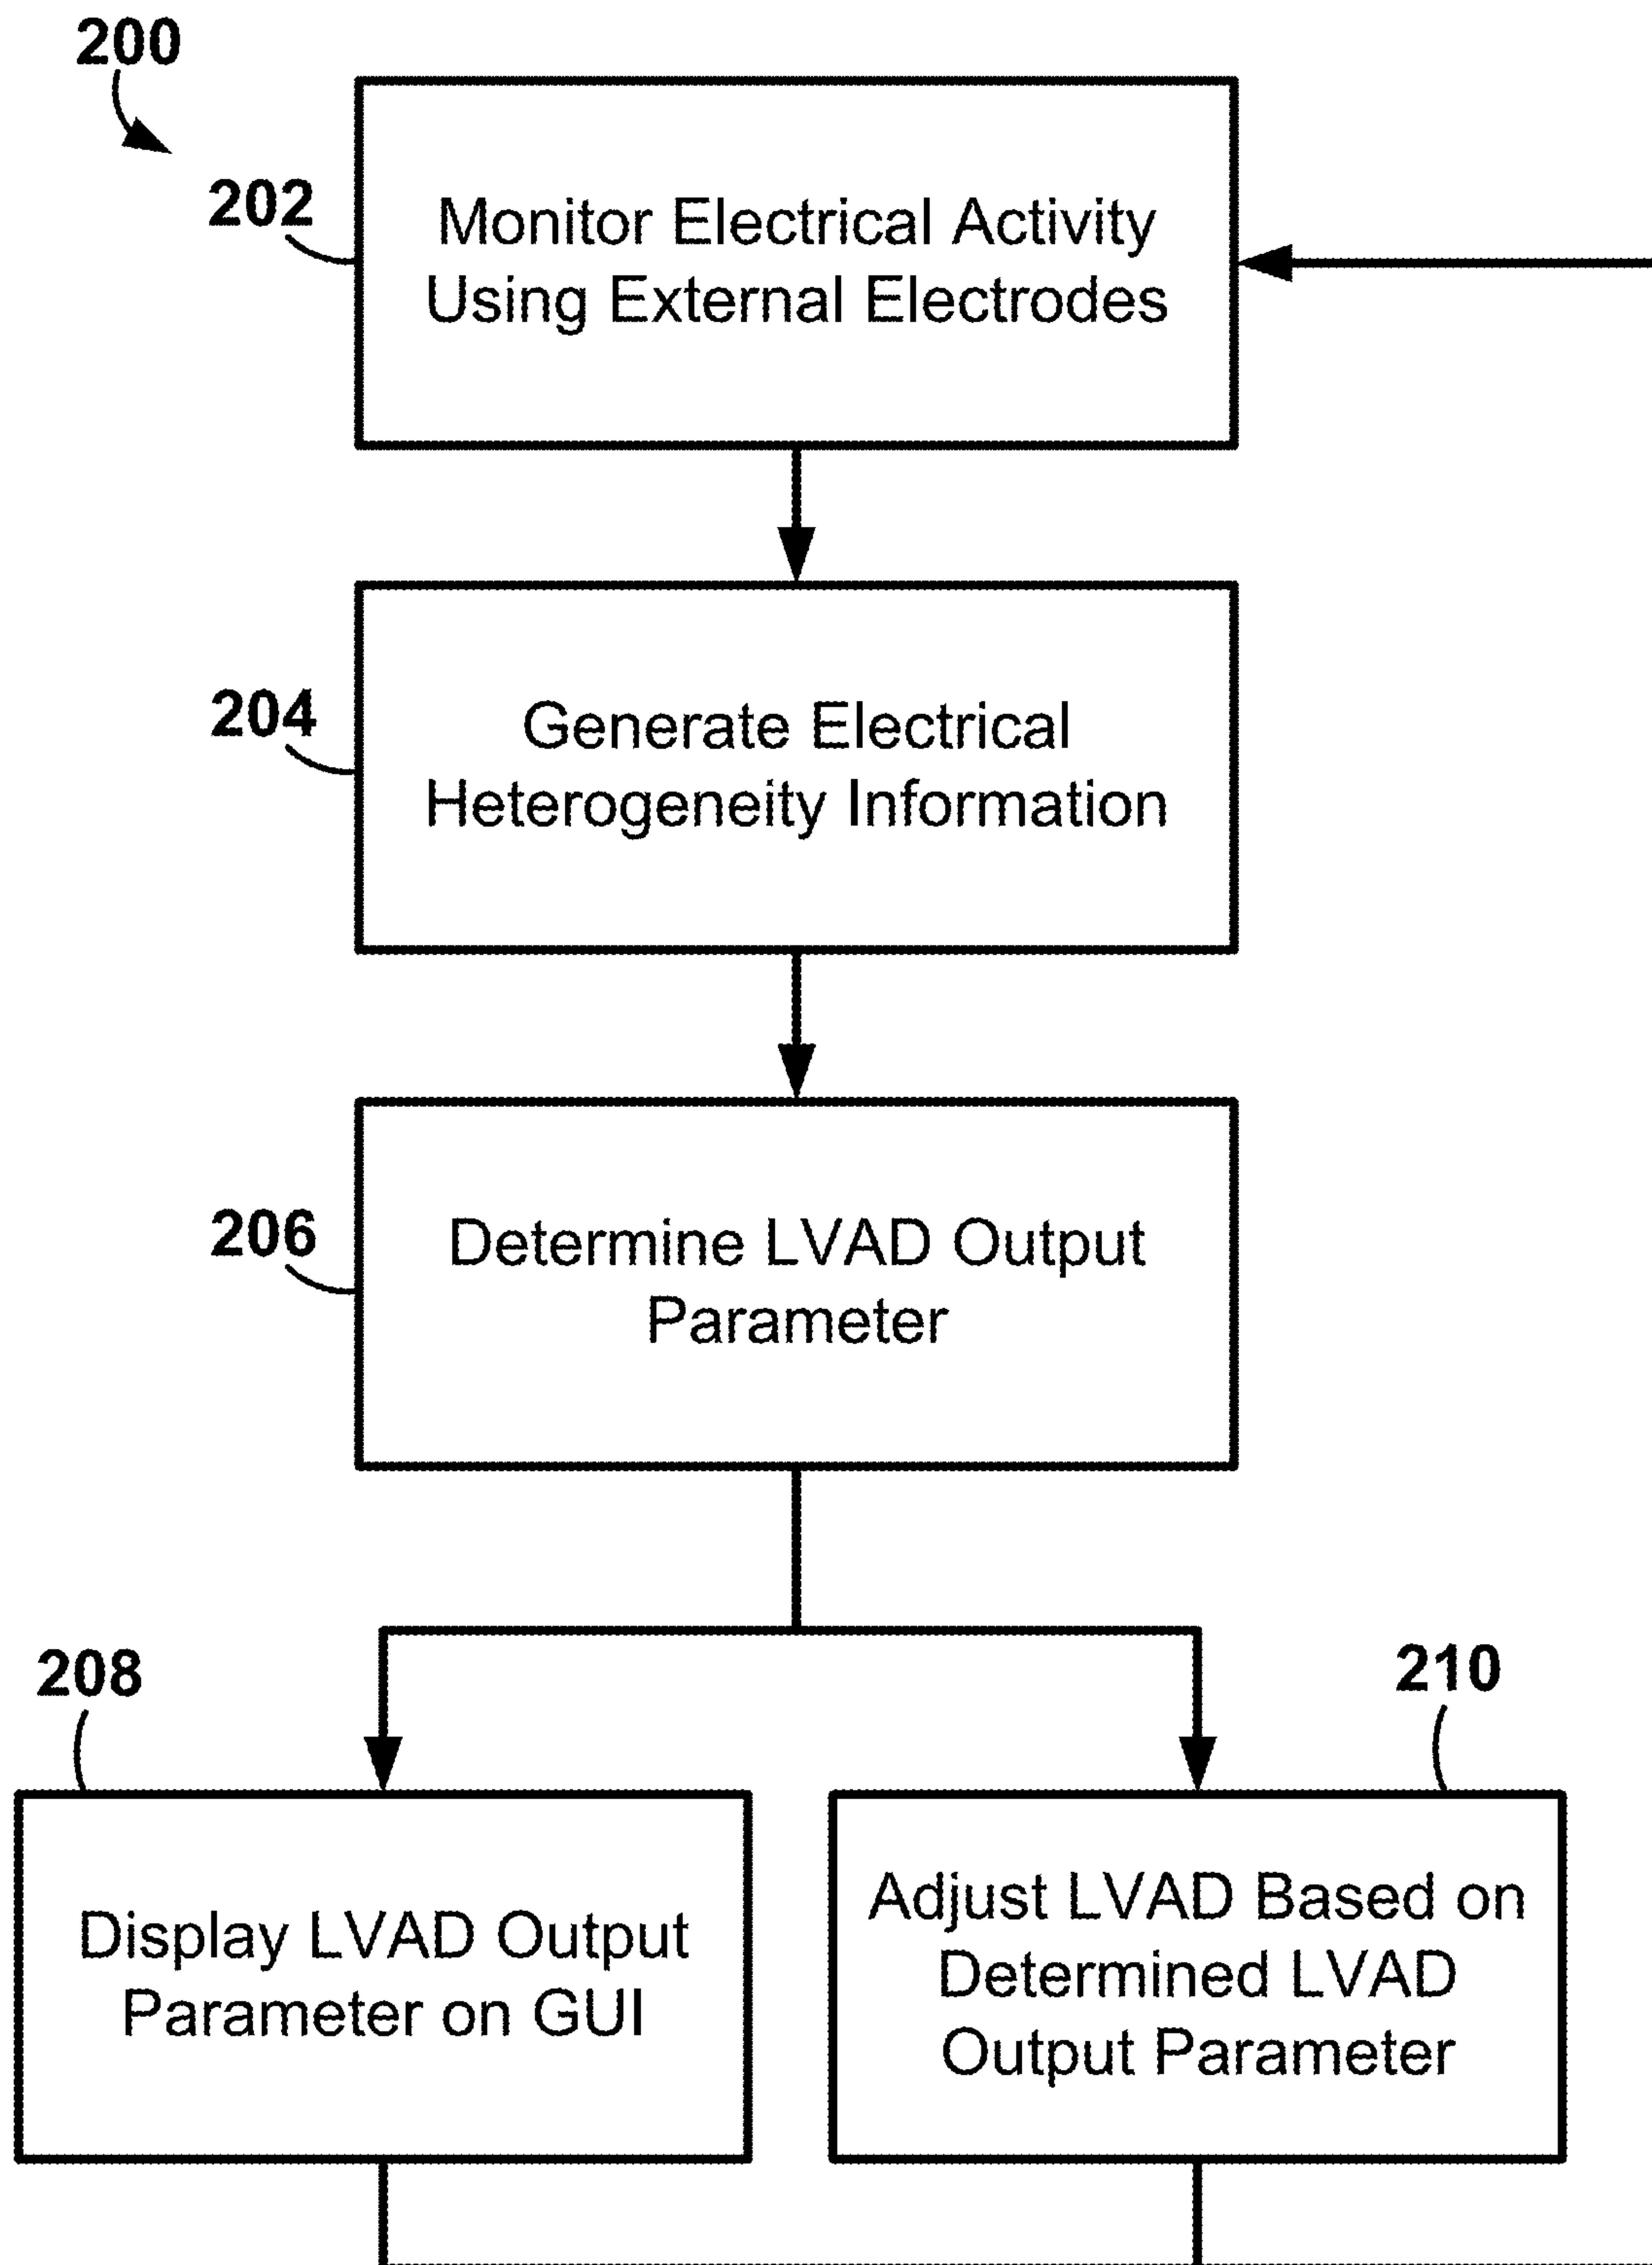 200
202
Monitor Electrical Activity
Using External Electrodes
204
Generate Electrical
Heterogeneity Information
206
Determine LVAD Output
Parameter
208
210
Display LVAD Output
Parameter on GUI
Adjust LVAD Based on
Determined LVAD
Output Parameter